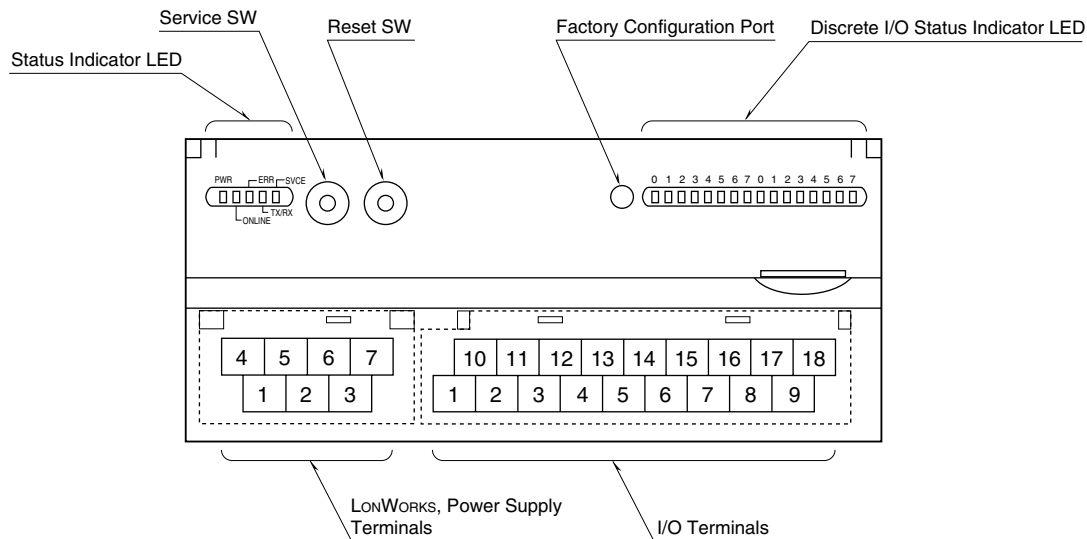 Service SW
Reset SW
Factory Configuration Port
Discrete I/O Status Indicator LED
Status Indicator LED
PWR
ERR
SVCE
ONLINE
TX/RX
0 1 2 3 4 5 6 7 0 1 2 3 4 5 6 7
4 5 6 7
1 2 3
10 11 12 13 14 15 16 17 18
1 2 3 4 5 6 7 8 9
LONWORKS, Power Supply
Terminals
I/O Terminals